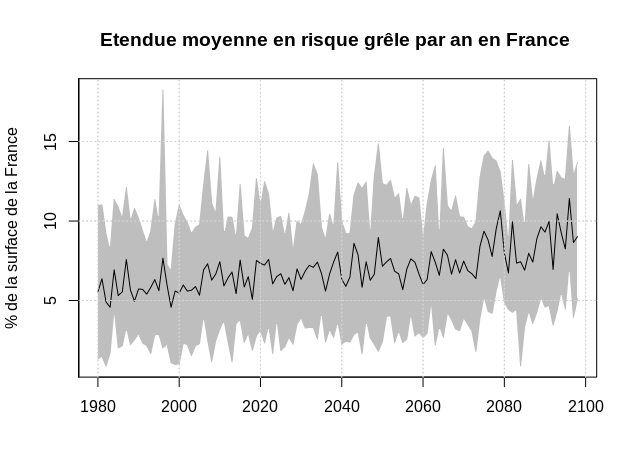 Etendue moyenne en risque grêle par an en France
% de la surface de la France
15
10
5
1980 2000 2020 2040 2060 2080 2100